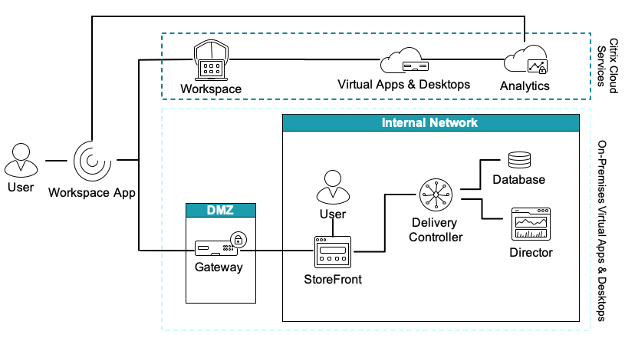 Citrix Cloud
Services
Workspace
Virtual Apps & Desktops
Analytics
Internal Network
On-Premises Virtual Apps & Desktops
User
Workspace App
User
Database
DMZ
Delivery
Controller
Director
Gateway
StoreFront